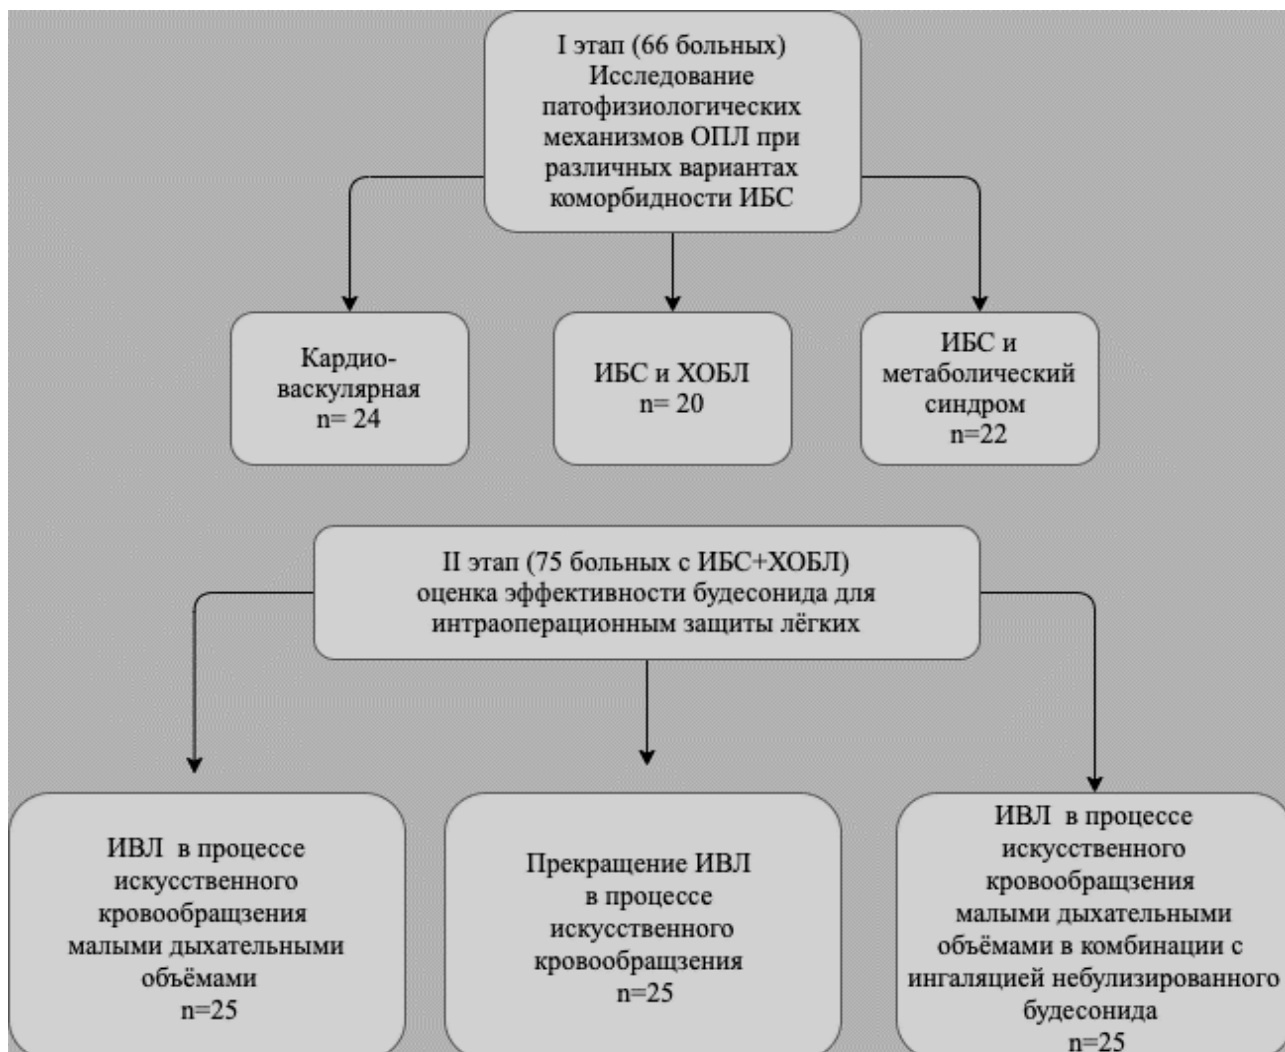 I этап (66 больных)
Исследование
патофизиологических
механизмов ОПЛ при
различных вариантах
коморбидности ИБС
Кардио-
васкулярная
n= 24
ИБС и ХОБЛ
n= 20
ИБС и
метаболический
синдром
n=22
II этап (75 больных с ИБС+ХОБЛ)
оценка эффективности будесонида для
интраоперационным защиты лёгких
ИВЛ в процессе
искусственного
кровообращзения
малыми дыхательными
объёмами
n=25
Прекращение ИВЛ
в процессе
искусственного
кровообращзения
n=25
ИВЛ в процессе
искусственного
кровообращзения
малыми дыхательными
объёмами в комбинации с
ингаляцией небулизированного
будесонида
n=25